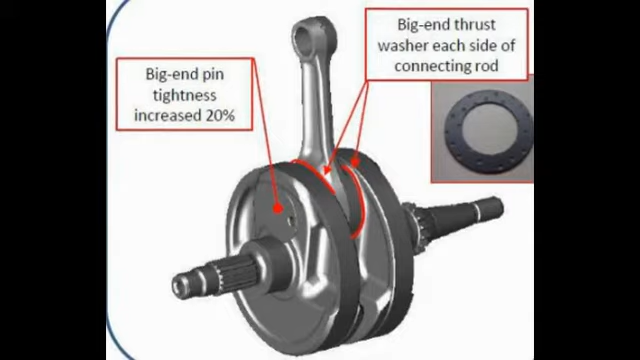 Big-end pin
tightness
increased 20%
Big-end thrust
washer each side of
connecting rod